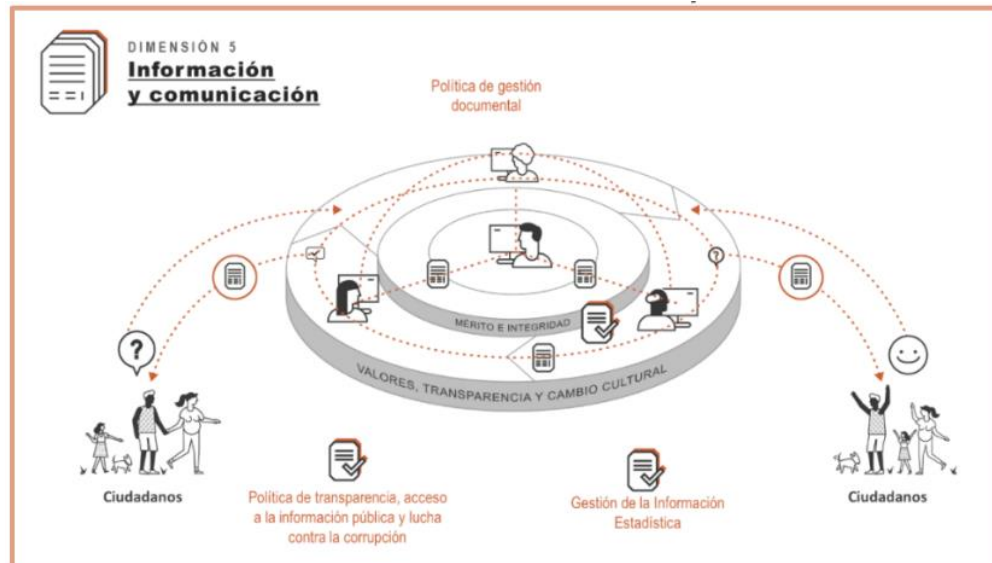 DIMENSIÓN 5
Información
y comunicación
Política de gestión
documental
?
?
MÉRITO E INTEGRIDAD
VALORES, TRANSPARENCIA Y CAMBIO CULTURAL
Ciudadanos
Política de transparencia, acceso
a la información pública y lucha
contra la corrupción
Gestión de la Información
Estadística
Ciudadanos